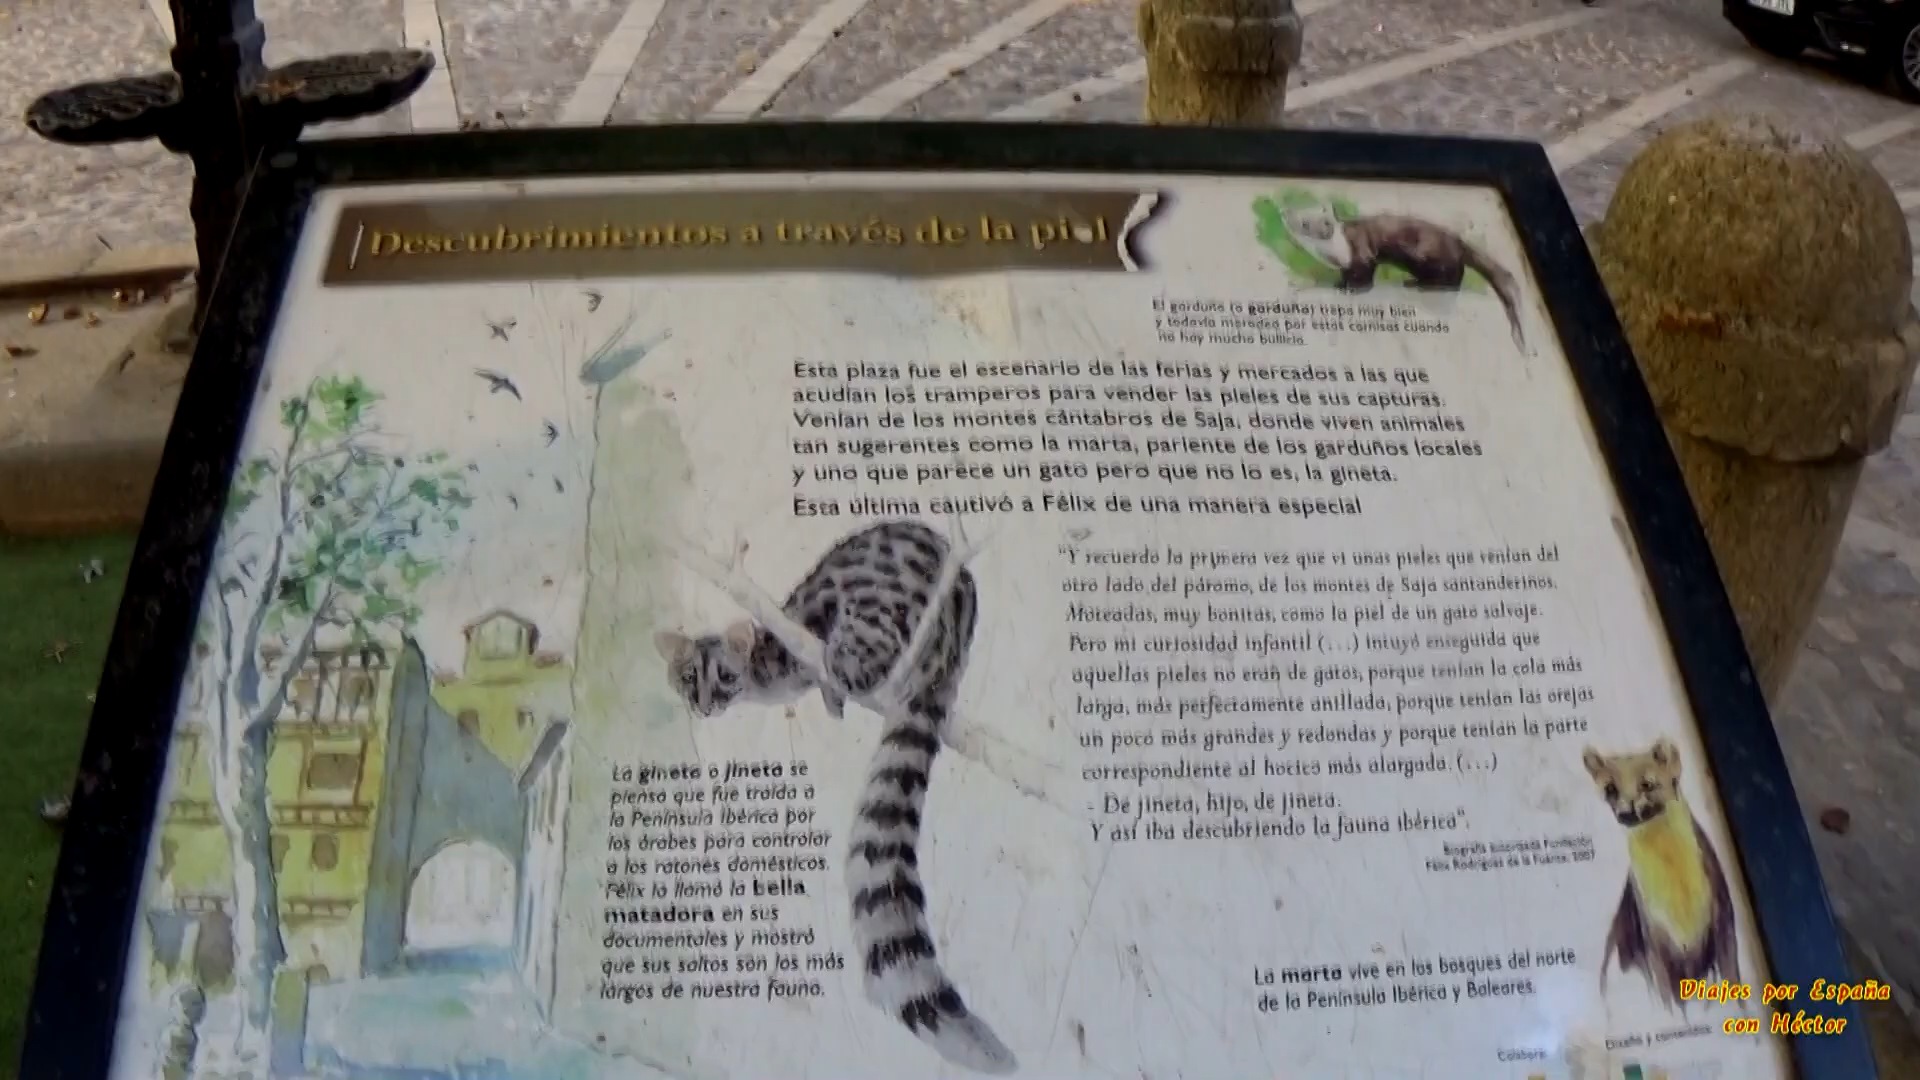 Descubrimientos a través de la piel
El garduño (o garduña) trepa muy bien
y todavía merodea por estas cornisas cuando
no hay mucho bullicio.
Esta plaza fue el escenario de las ferias y mercados a las que
acudían los tramperos para vender las pieles de sus capturas.
Venían de los montes cántabros de Saja, donde viven animales
tan sugerentes como la marta, pariente de los garduños locales
y uno que parece un gato pero que no lo es, la gineta.
Esta última cautivó a Félix de una manera especial
"Y recuerdo la primera vez que vi unas pieles que venían del
otro lado del páramo, de los montes de Saja santanderinos.
Moteadas, muy bonitas, como la piel de un gato salvaje.
Pero mi curiosidad infantil (...) intuyó enseguida que
aquellas pieles no eran de gatos, porque tenían la cola más
larga, más perfectamente anillada, porque tenían las orejas
un poco más grandes y redondas y porque tenían la parte
correspondiente al hocico más alargada. (...)
- De jineta, hijo, de jineta.
Y así iba descubriendo la fauna ibérica".
Biografía ilustrada Fundación
Félix Rodríguez de la Fuente, 2007
La gineta o jineta se
piensa que fue traída a
la Península Ibérica por
los árabes para controlar
a los ratones domésticos.
Félix la llamó la bella
matadora en sus
documentales y mostró
que sus saltos son los más
largos de nuestra fauna.
La marta vive en los bosques del norte
de la Península Ibérica y Baleares.
Viajes por España
con Héctor
Diseño y contenidos
Colabora